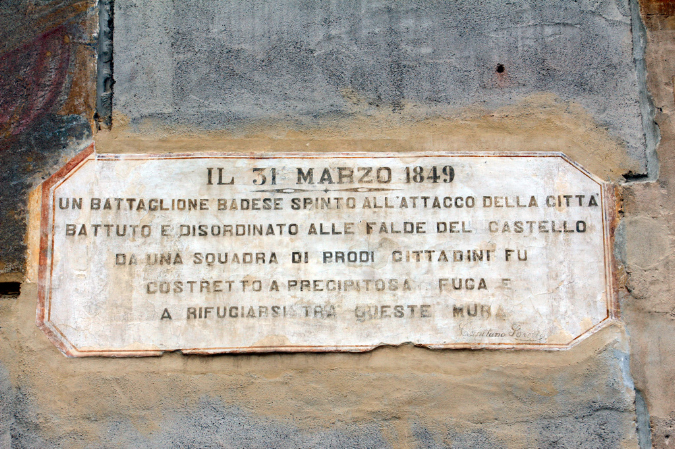 IL 31 MARZO 1849
UN BATTAGLIONE BADESE SPINTO ALL'ATTACCO DELLA CITTÀ
BATTUTO E DISORDINATO ALLE FALDE DEL CASTELLO
DA UNA SQUADRA DI PRODI CITTADINI FU
COSTRETTO A PRECIPITOSA FUGA E
A RIFUGIARSI TRA QUESTE MURA